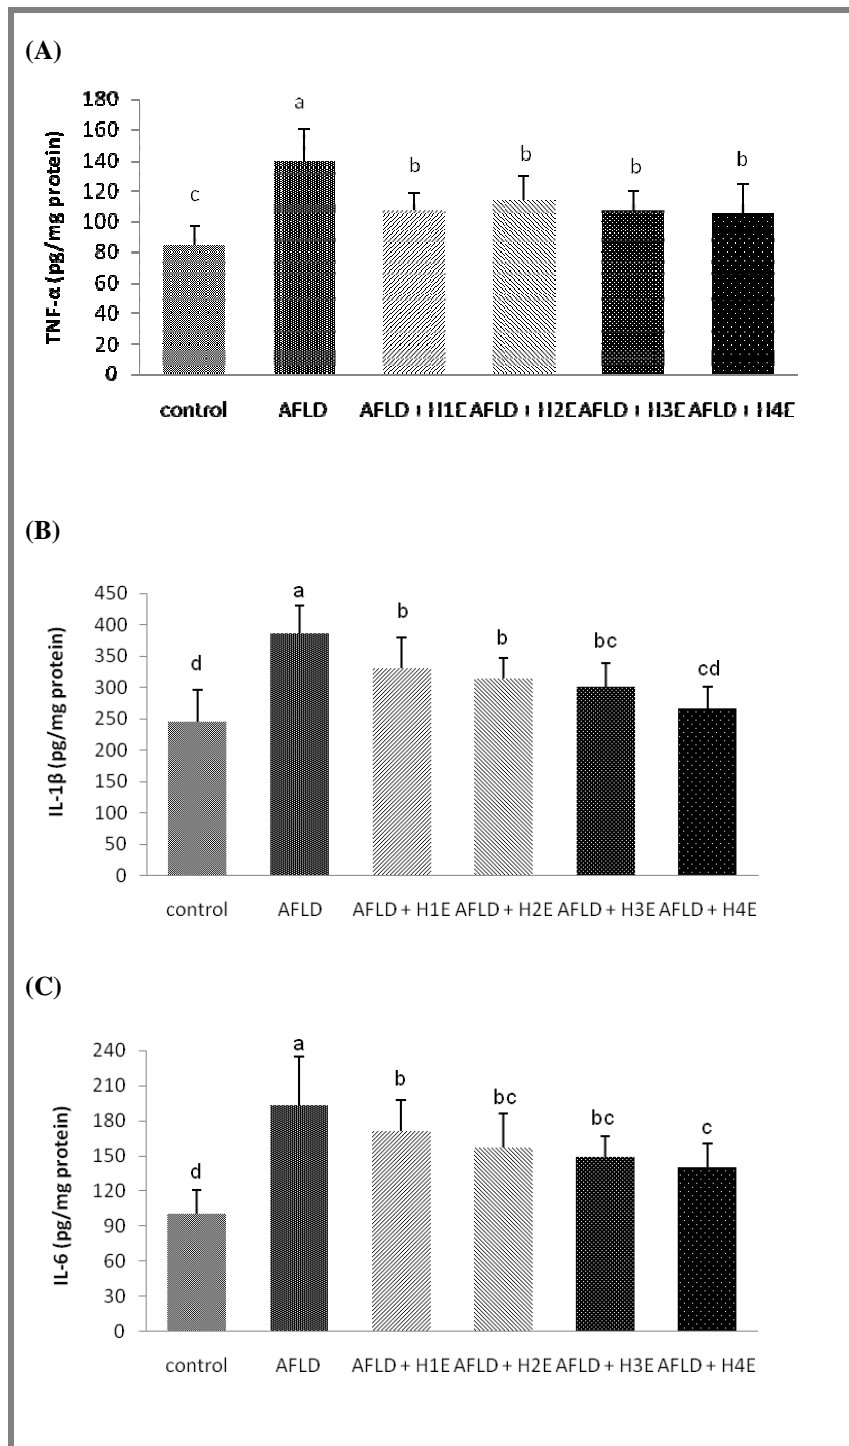 (A)
TNF-α (pg/mg protein)
180
160
140
120
100
80
60
40
20
0
c
a
b
b
b
b
control AFLD AFLD + H1E AFLD + H2E AFLD + H3E AFLD + H4E
(B)
IL-1β (pg/mg protein)
450
400
350
300
250
200
150
100
50
0
d
a
b
b
bc
cd
control AFLD AFLD + H1E AFLD + H2E AFLD + H3E AFLD + H4E
(C)
IL-6 (pg/mg protein)
240
210
180
150
120
90
60
30
0
d
a
b
bc
bc
c
control AFLD AFLD + H1E AFLD + H2E AFLD + H3E AFLD + H4E